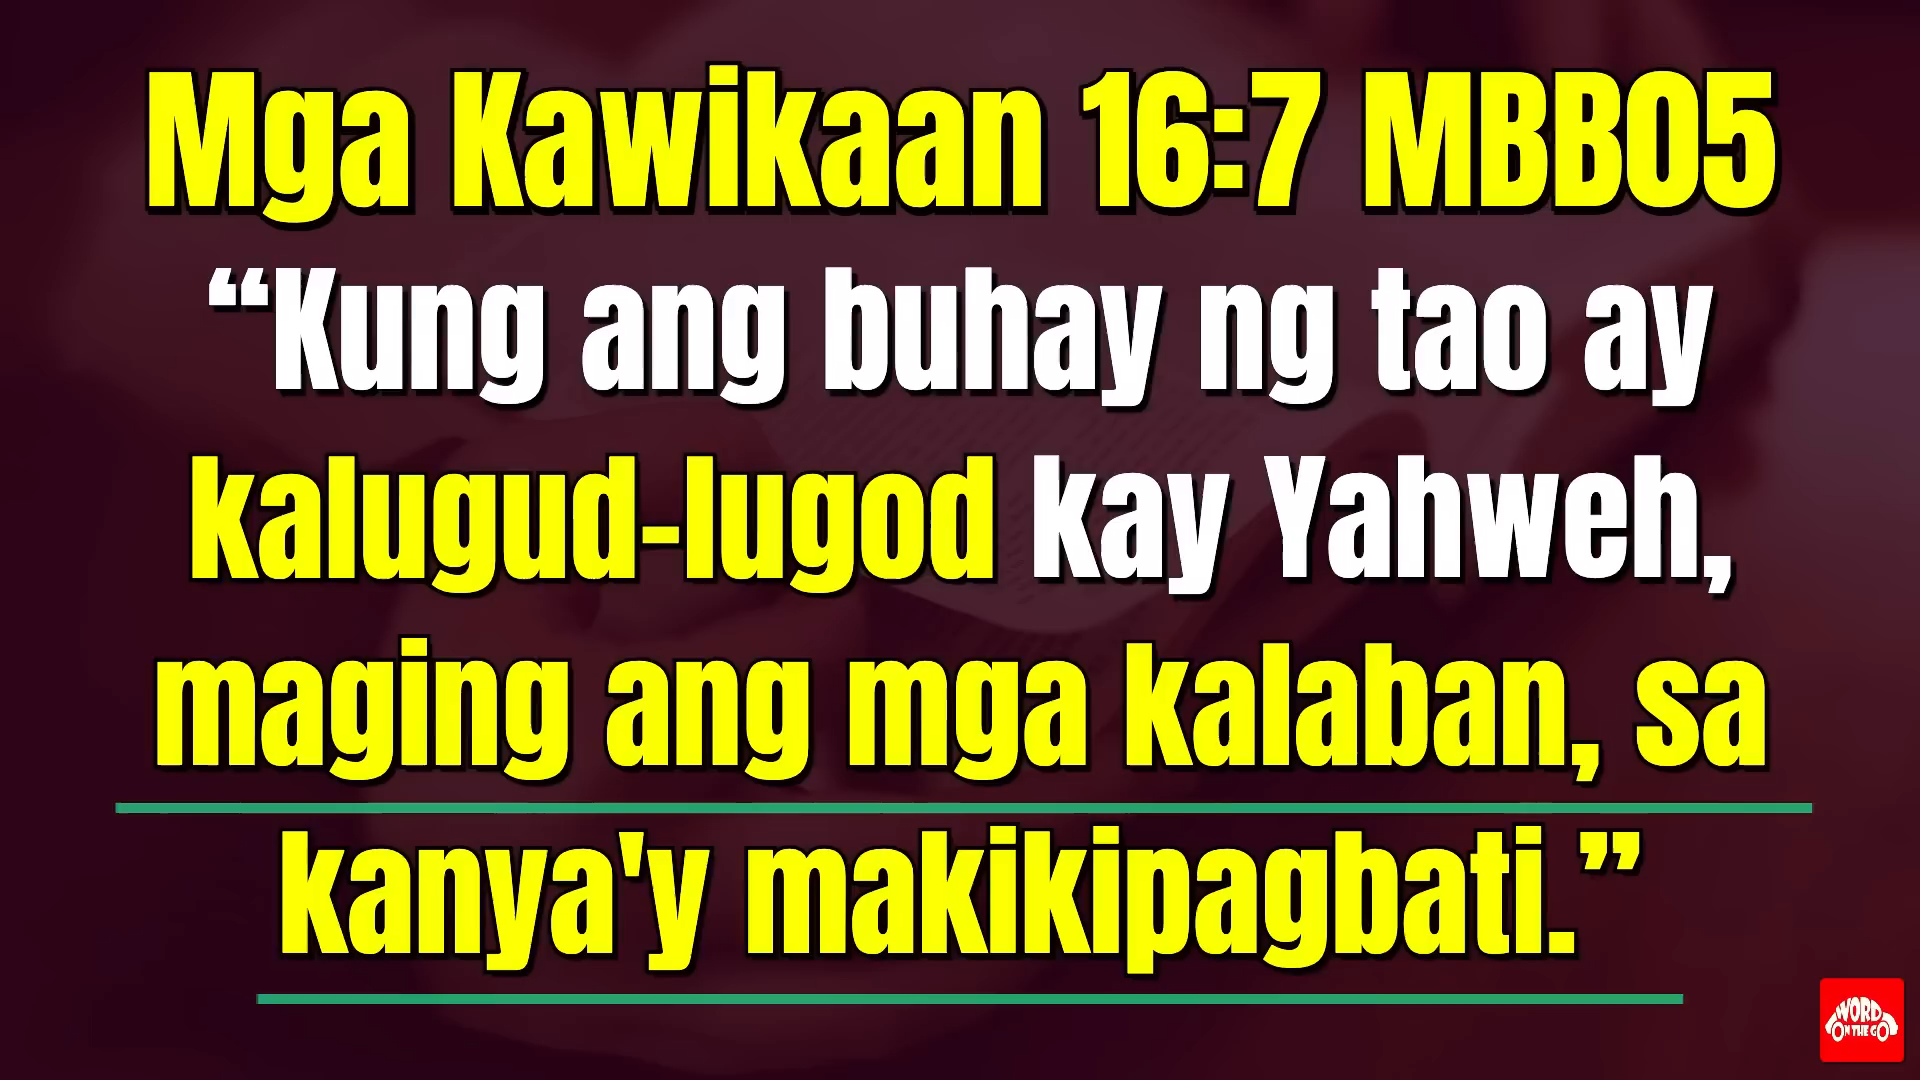 Mga Kawikaan 16:7 MBB05
“Kung ang buhay ng tao ay
kalugud-lugod kay Yahweh,
maging ang mga kalaban, sa
kanya'y makikipagbati.”
WORD
ON THE GO